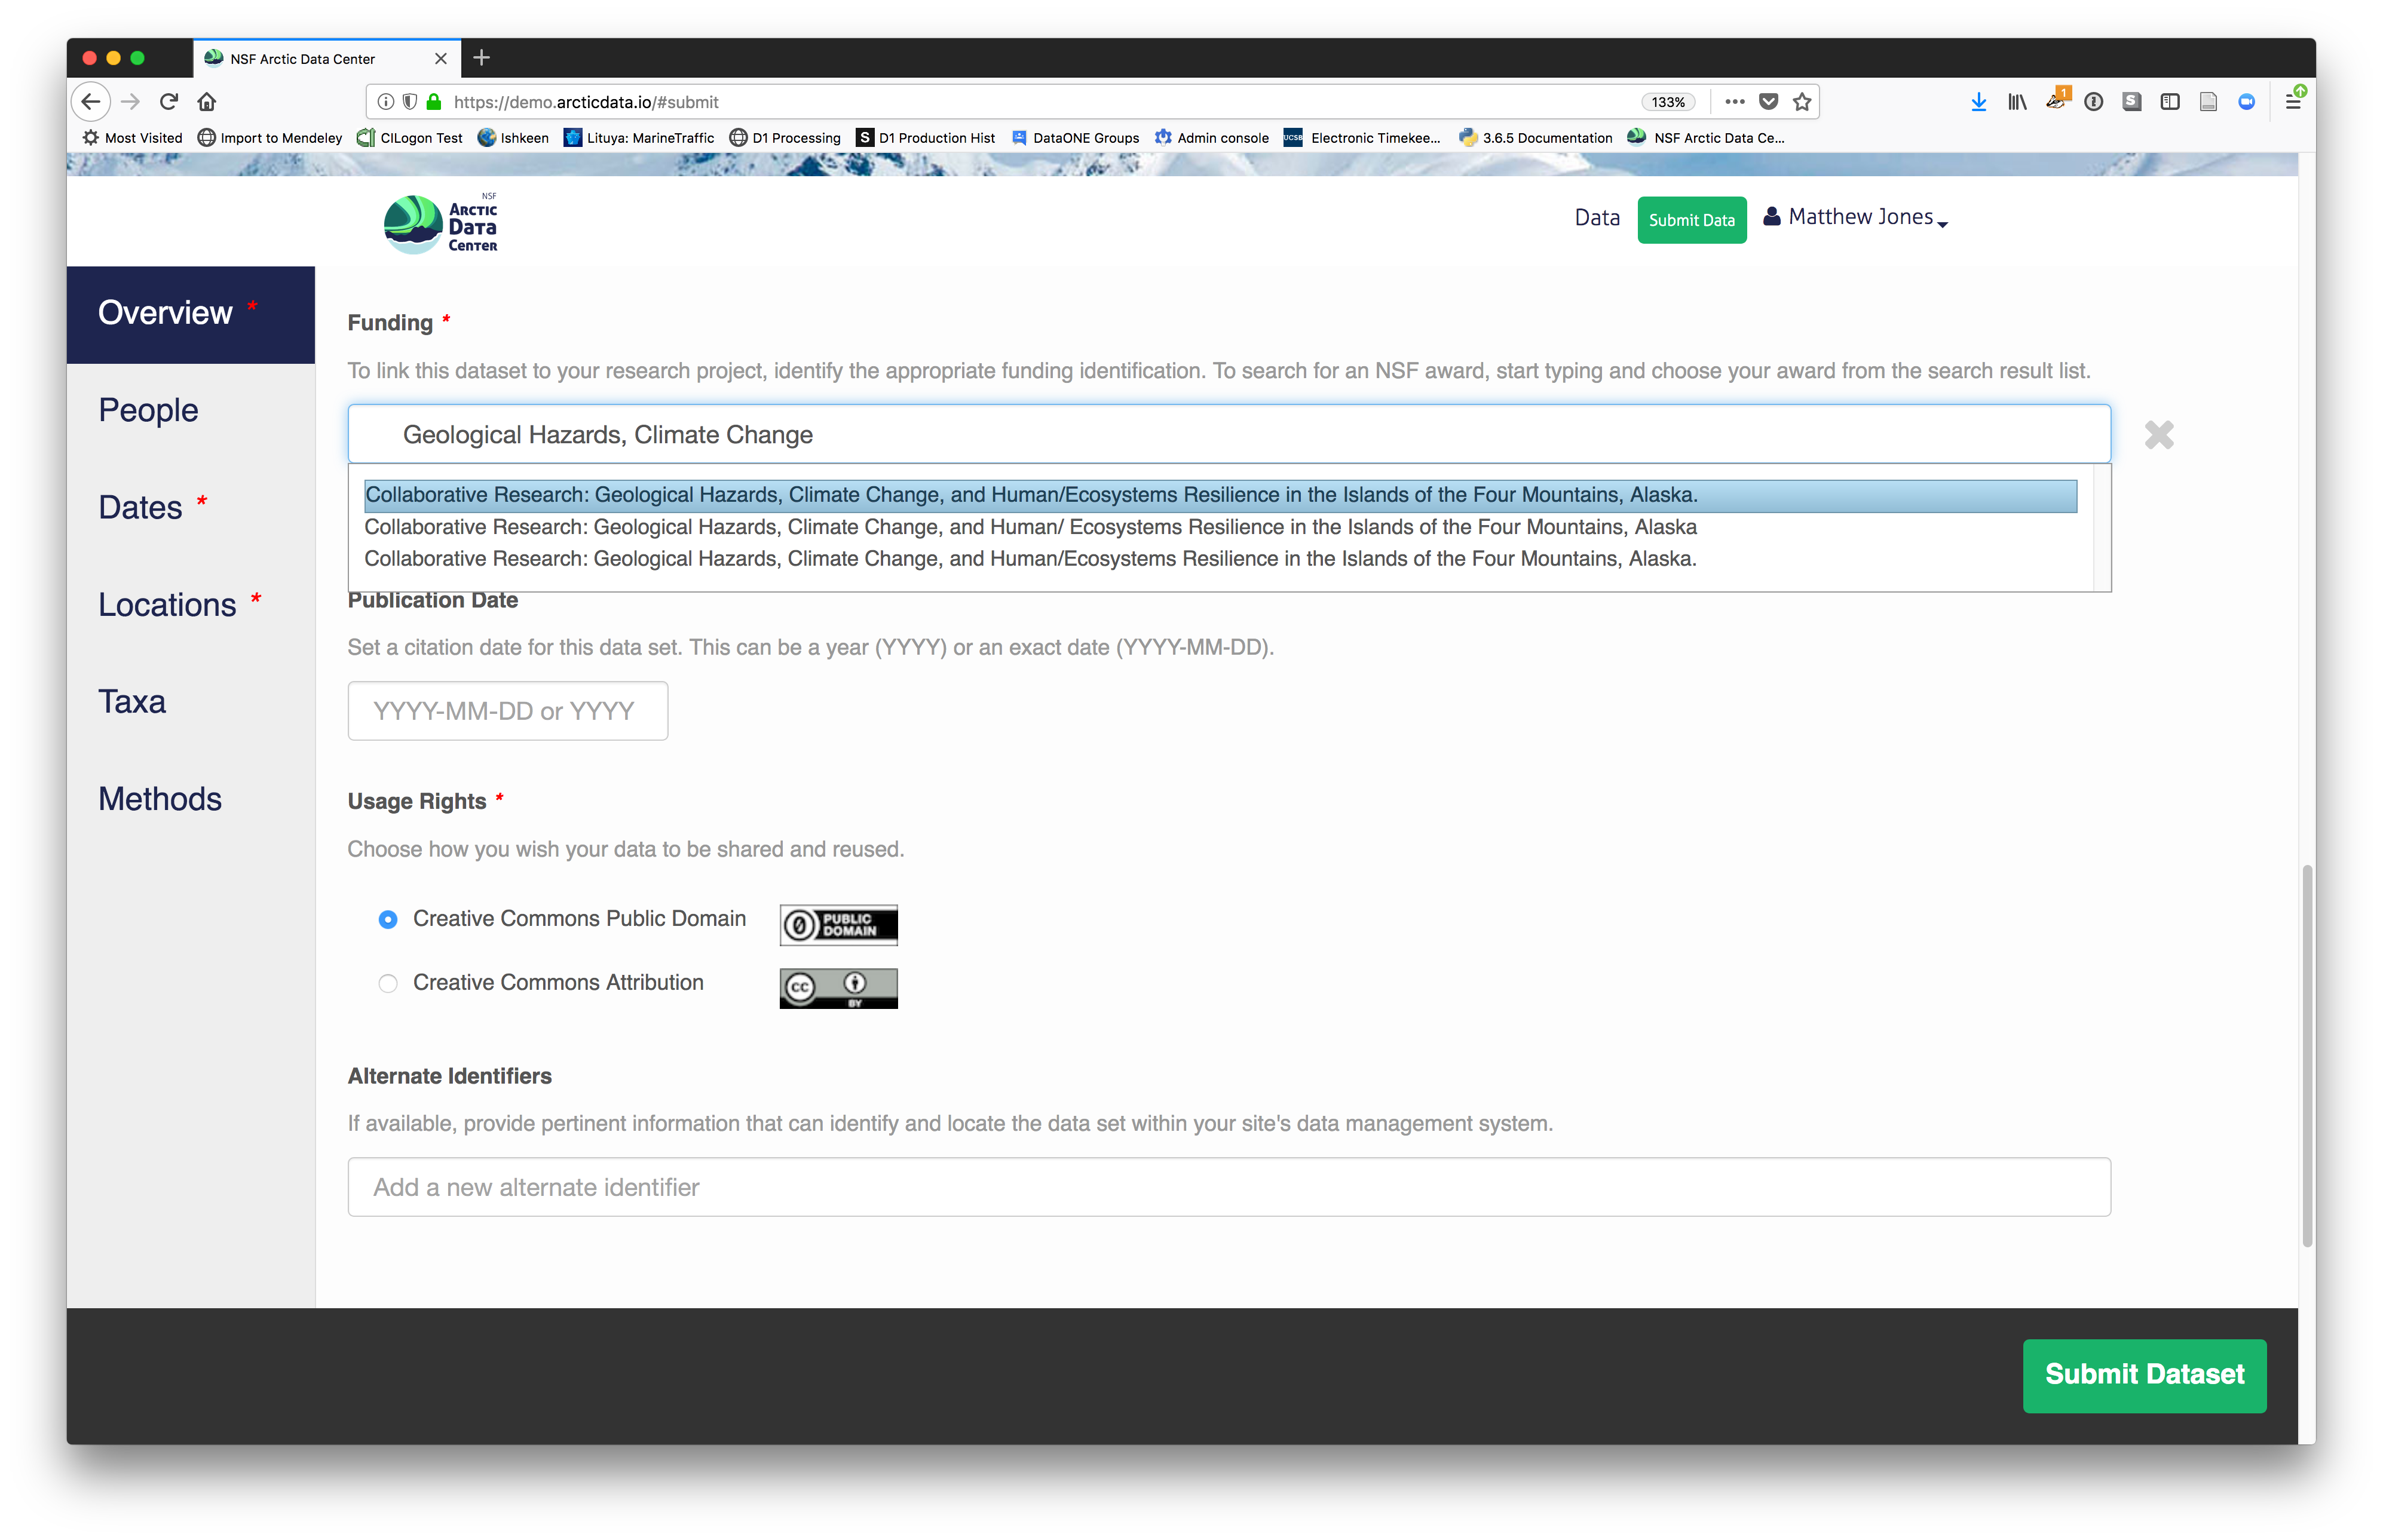 NSF Arctic Data Center
https://demo.arcticdata.io/#submit
133%
1
Most Visited
Import to Mendeley
CILogon Test
Ishkeen
Lituya: MarineTraffic
D1 Processing
S
D1 Production Hist
DataONE Groups
Admin console
UCSB
Electronic Timekee...
3.6.5 Documentation
NSF Arctic Data Ce...
NSF
Arctic
Data
Center
Data
Submit Data
Matthew Jones
Overview *
People
Dates *
Locations *
Taxa
Methods
Funding *
To link this dataset to your research project, identify the appropriate funding identification. To search for an NSF award, start typing and choose your award from the search result list.
Geological Hazards, Climate Change
Collaborative Research: Geological Hazards, Climate Change, and Human/Ecosystems Resilience in the Islands of the Four Mountains, Alaska.
Collaborative Research: Geological Hazards, Climate Change, and Human/ Ecosystems Resilience in the Islands of the Four Mountains, Alaska
Collaborative Research: Geological Hazards, Climate Change, and Human/Ecosystems Resilience in the Islands of the Four Mountains, Alaska.
Publication Date
Set a citation date for this data set. This can be a year (YYYY) or an exact date (YYYY-MM-DD).
YYYY-MM-DD or YYYY
Usage Rights *
Choose how you wish your data to be shared and reused.
Creative Commons Public Domain
0 PUBLIC
DOMAIN
Creative Commons Attribution
cc
BY
Alternate Identifiers
If available, provide pertinent information that can identify and locate the data set within your site's data management system.
Add a new alternate identifier
Submit Dataset